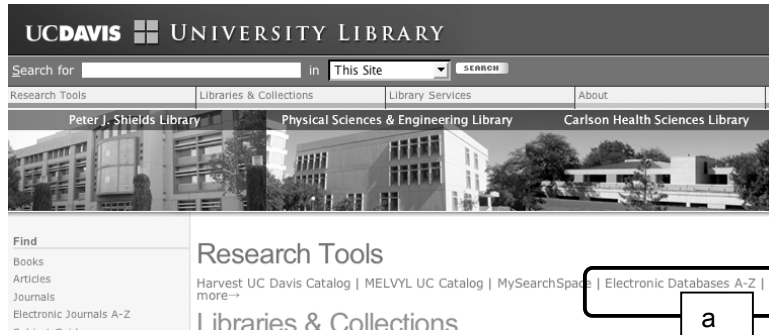 UCDAVIS UNIVERSITY LIBRARY
Search for in This Site SEARCH
Research Tools Libraries & Collections Library Services About
Peter J. Shields Library Physical Sciences & Engineering Library Carlson Health Sciences Library
Find
Books
Articles
Journals
Electronic Journals A-Z
Research Tools
Harvest UC Davis Catalog | MELVYL UC Catalog | MySearchSpace | Electronic Databases A-Z |
more→
a
Libraries & Collections